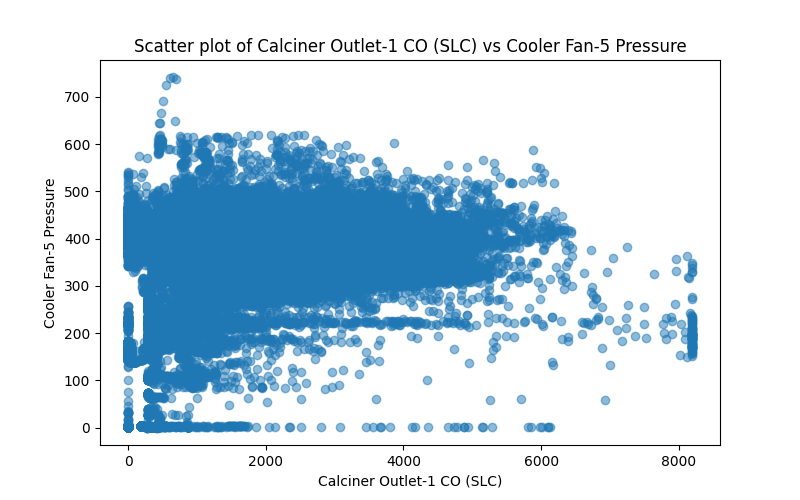 Scatter plot of Calciner Outlet-1 CO (SLC) vs Cooler Fan-5 Pressure
700
600
500
400
300
200
100
0
Cooler Fan-5 Pressure
0 2000 4000 6000 8000
Calciner Outlet-1 CO (SLC)